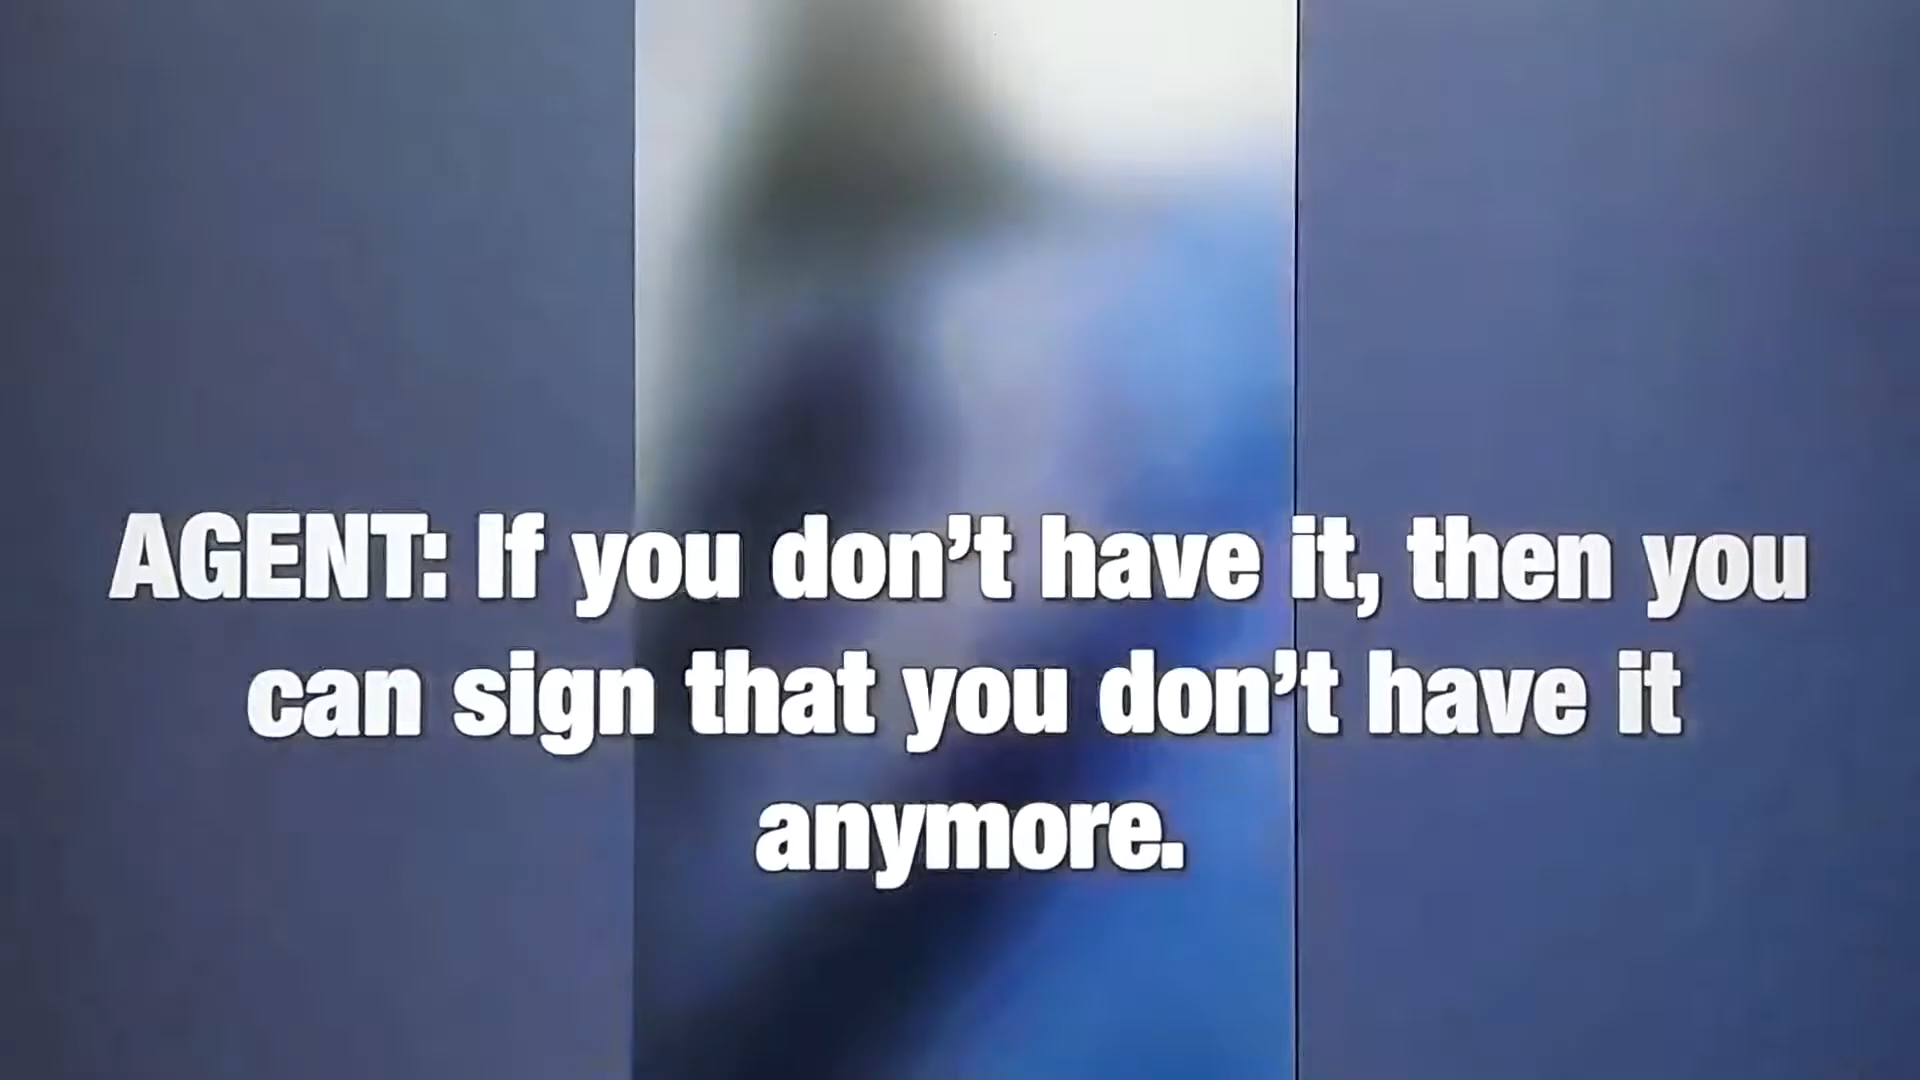 AGENT: If you don't have it, then you
can sign that you don't have it
anymore.